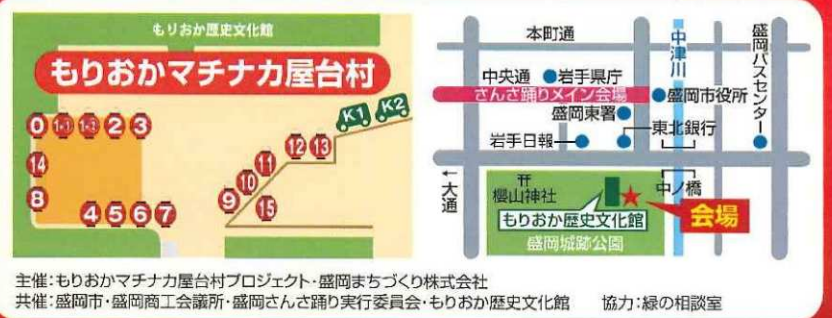 もりおか歴史文化館
もりおかマチナカ屋台村
K1 K2
0 1-1 1-2 2 3
12 13
14
11
10
8
9
15
4 5 6 7
本町通
中津川
盛岡バスセンター
中央通
岩手県庁
さんさ踊りメイン会場
盛岡市役所
盛岡東署
東北銀行
岩手日報
←大通
櫻山神社
中ノ橋
もりおか歴史文化館
会場
盛岡城跡公園
主催:もりおかマチナカ屋台村プロジェクト・盛岡まちづくり株式会社
共催:盛岡市・盛岡商工会議所・盛岡さんさ踊り実行委員会・もりおか歴史文化館 協力:緑の相談室